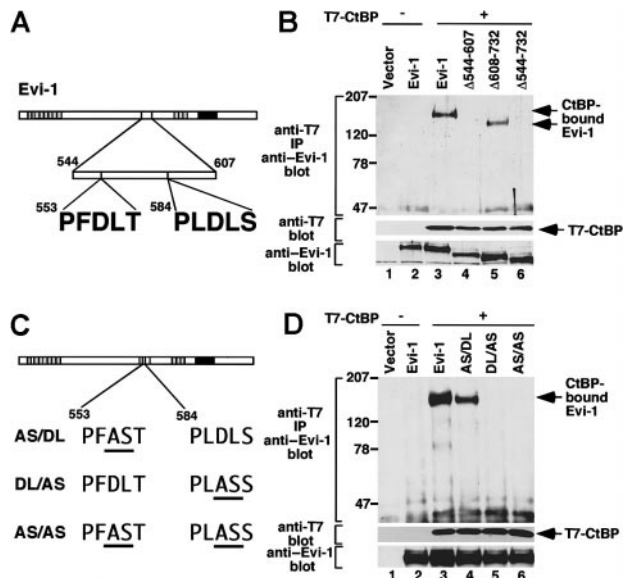 A
Evi-1
544
607
553
584
PFDLT
PLDLS
B
T7-CtBP
-
+
Vector
Evi-1
Evi-1
Δ544-607
Δ608-732
Δ544-732
207
120
78
47
anti-T7
IP
anti–Evi-1
blot
CtBP-
bound
Evi-1
anti-T7
blot
T7-CtBP
anti–Evi-1
blot
1 2 3 4 5 6
C
553
584
AS/DL PFAST PLDLS
DL/AS PFDLT PLASS
AS/AS PFAST PLASS
D
T7-CtBP
-
+
Vector
Evi-1
Evi-1
AS/DL
DL/AS
AS/AS
207
120
78
47
anti-T7
IP
anti–Evi-1
blot
CtBP-
bound
Evi-1
anti-T7
blot
T7-CtBP
anti–Evi-1
blot
1 2 3 4 5 6